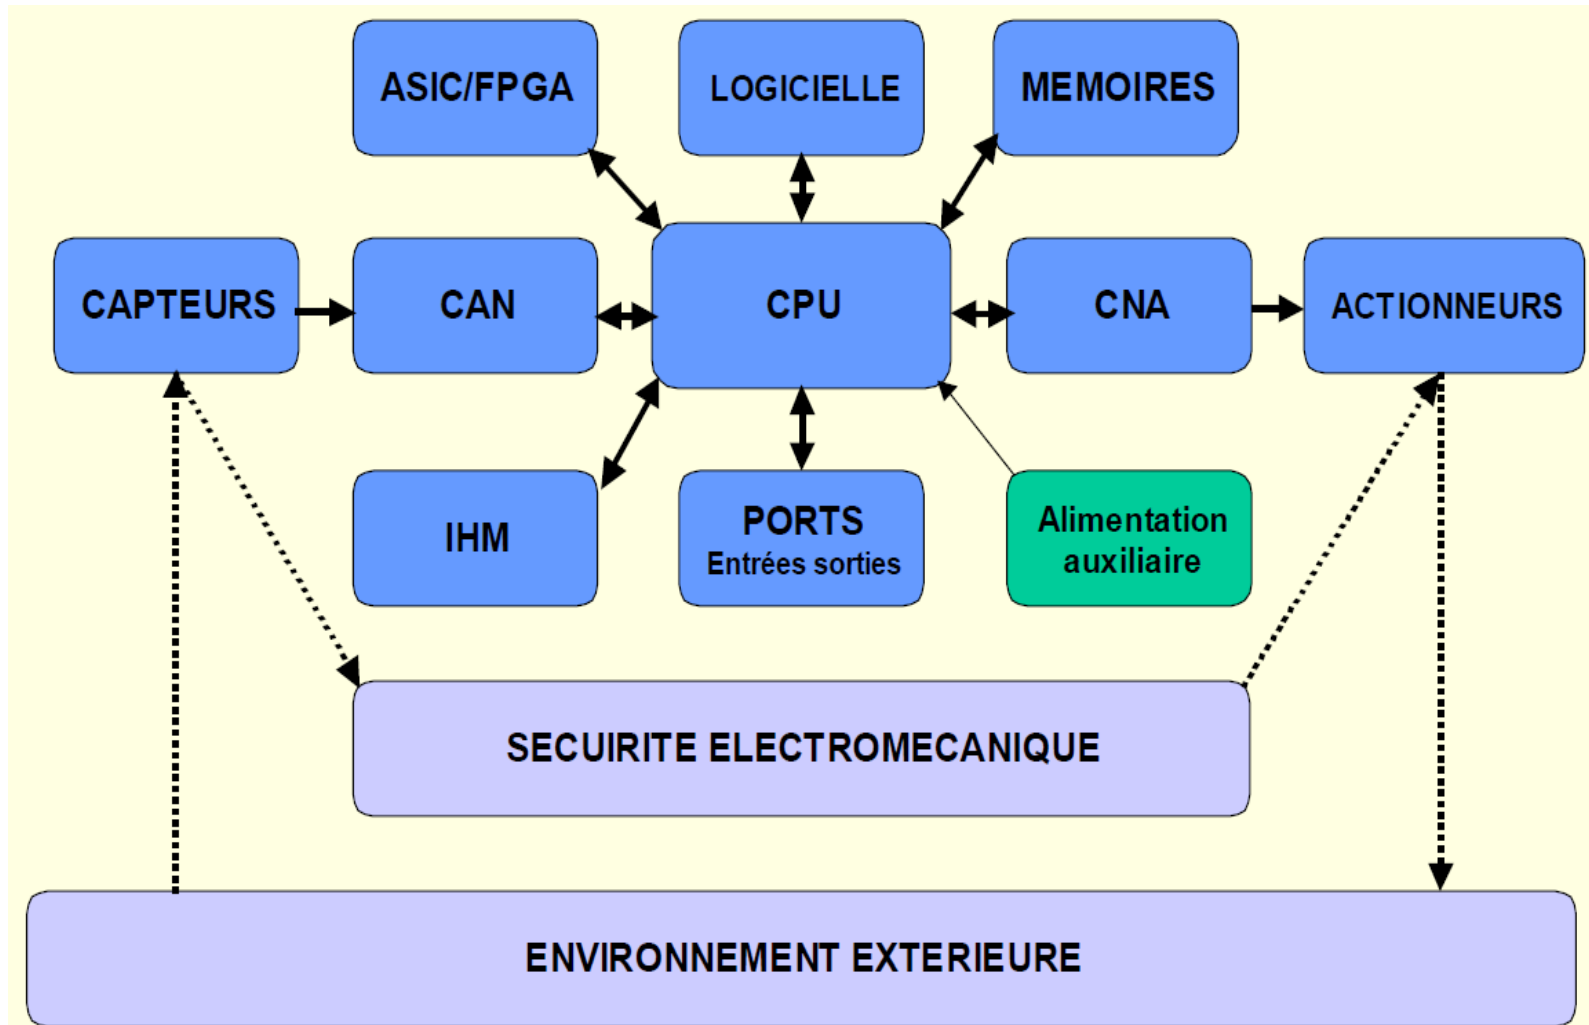 ASIC/FPGA
LOGICIELLE
MEMOIRES
CAPTEURS
CAN
CPU
CNA
ACTIONNEURS
IHM
PORTS
Entrées sorties
Alimentation
auxiliaire
SECUIRITE ELECTROMECANIQUE
ENVIRONNEMENT EXTERIEURE